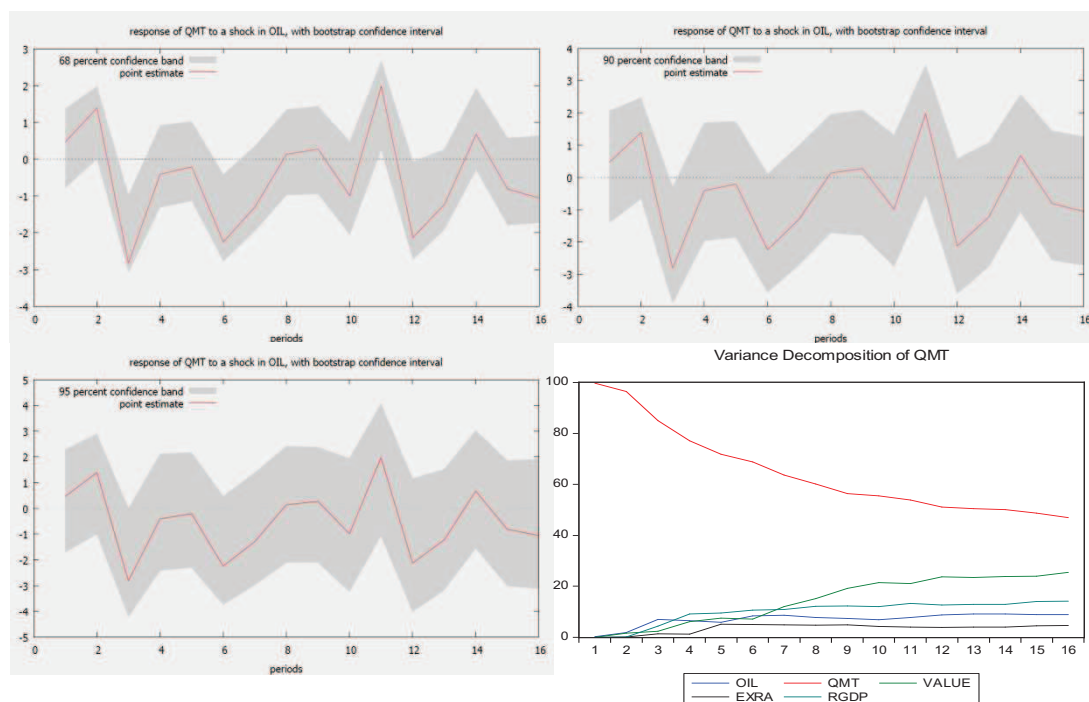 response of QMT to a shock in OIL, with bootstrap confidence interval
3
68 percent confidence band
point estimate
2
1
0
-1
-2
-3
-4
0 2 4 6 8 10 12 14 16
periods
response of QMT to a shock in OIL, with bootstrap confidence interval
4
90 percent confidence band
point estimate
3
2
1
0
-1
-2
-3
-4
0 2 4 6 8 10 12 14 16
periods
response of QMT to a shock in OIL, with bootstrap confidence interval
5
95 percent confidence band
point estimate
4
3
2
1
0
-1
-2
-3
-4
-5
0 2 4 6 8 10 12 14 16
periods
Variance Decomposition of QMT
100
80
60
40
20
0
1 2 3 4 5 6 7 8 9 10 11 12 13 14 15 16
OIL QMT VALUE
EXRA RGDP